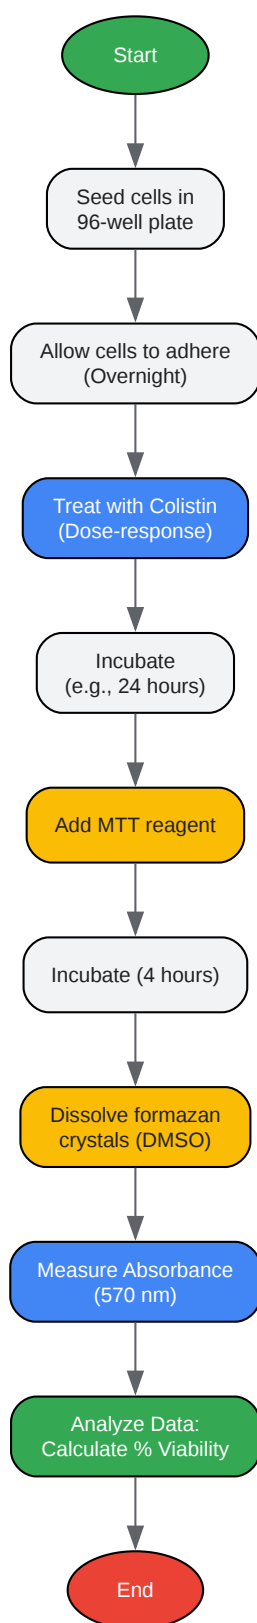 Start
Seed cells in
96-well plate
Allow cells to adhere
(Overnight)
Treat with Colistin
(Dose-response)
Incubate
(e.g., 24 hours)
Add MTT reagent
Incubate (4 hours)
Dissolve formazan
crystals (DMSO)
Measure Absorbance
(570 nm)
Analyze Data:
Calculate % Viability
End